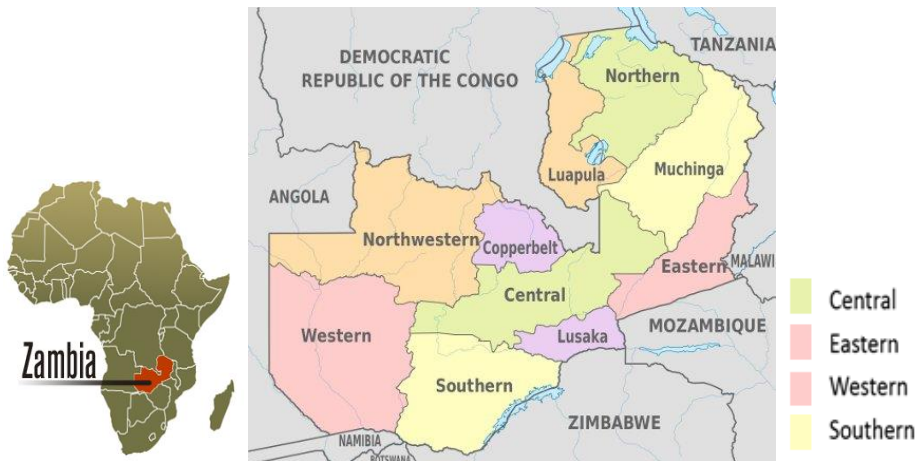 Zambia
DEMOCRATIC
REPUBLIC OF THE CONGO
TANZANIA
Northern
Luapula
Muchinga
ANGOLA
Northwestern
Copperbelt
Central
Eastern
MALAWI
Western
Lusaka
MOZAMBIQUE
Southern
ZIMBABWE
NAMIBIA
BOTSWANA
Central
Eastern
Western
Southern